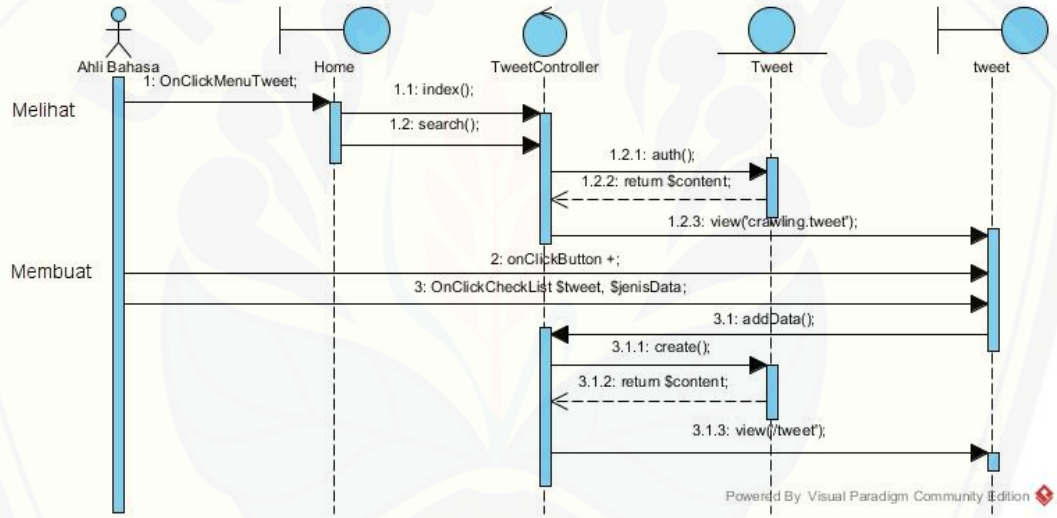 Ahli Bahasa
Home
TweetController
Tweet
tweet
1: OnClickMenuTweet;
Melihat
1.1: index();
1.2: search();
1.2.1: auth();
1.2.2: return $content;
1.2.3: view("crawling.tweet");
Membuat
2: onClickButton +;
3: OnClickCheckList $tweet, $jenisData;
3.1: addData();
3.1.1: create();
3.1.2: return $content;
3.1.3: view("/tweet");
Powered By Visual Paradigm Community Edition